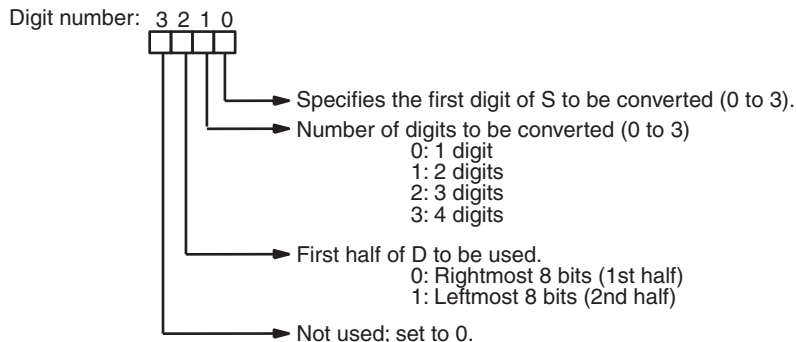 Digit number: 3 2 1 0
Specifies the first digit of S to be converted (0 to 3).
Number of digits to be converted (0 to 3)
0: 1 digit
1: 2 digits
2: 3 digits
3: 4 digits
First half of D to be used.
0: Rightmost 8 bits (1st half)
1: Leftmost 8 bits (2nd half)
Not used; set to 0.